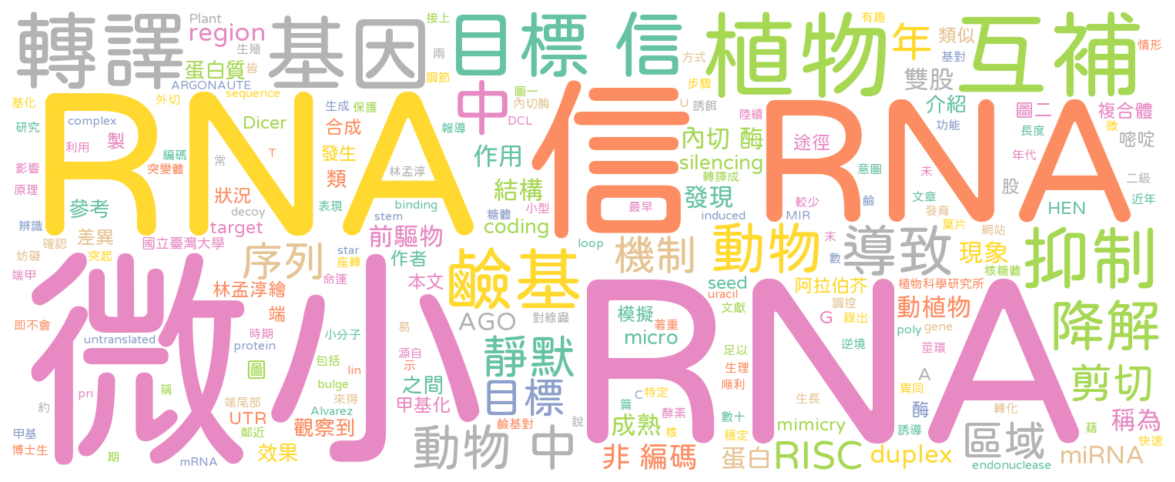 轉譯
基因
目標 信
植物
年
互補
Plant
region
生殖
蛋白質
皆
ARGONAUTE
接上
兩
調節
有趣
方式
類似
基對
情形
雙股
步驟
RNA
中
信
RNA
基化
外切
sequence
生成
保護
圖一
內切酶
DCL
U
誘餌
陸續
介紹
功能
圖二
複合體
微
研究
complex
製
Dicer
合成
報導
內切 酶
途徑
長度
嘧啶
利用
編碼
T
發生
作用
silencing
年代
影響
突變體
常
林孟淳
轉譯成
意圖
未
股
二級
原理
狀況
類
結構
發現
鹼
文章
HEN
近年
參考
decoy
表現
binding
糖體
小型
最早
較少
發育
辨識
target
stem
coding
induced
MIR
葉片
確認
差異
國立臺灣大學
前驅物
loop
末
網站
妨礙
突起
序列
star
座轉
作者
機制
動物
數
導致
現象
抑制
核糖體
端甲
命運
本文
鹼基
seed
阿拉伯芥
植物科學研究所
林孟淳繪
端
uracil
調控
動植物
微小RNA
即不會
時期
小分子
易
AGO
對線蟲
模擬
著重
文獻
G
錄出
降解
untranslated
protein
源自
micro
逆境
poly
gene
圖
包括
示
之間
靜默
足以
莖環
lin
bulge
目標
C
特定
生理
A
剪切
pri
稱
來得
甲基化
順利
異同
豹
端尾部
Alvarez
篇
酵素
生長
酶
轉化
藉
UTR
鹼基對
說
成熟
數十
mimicry
稱為
甲基
鄰近
觀察到
核
穩定
誘導
區域
博士生
期
mRNA
效果
動物 中
非 編碼
蛋白
RISC
duplex
endonuclease
miRNA
快速